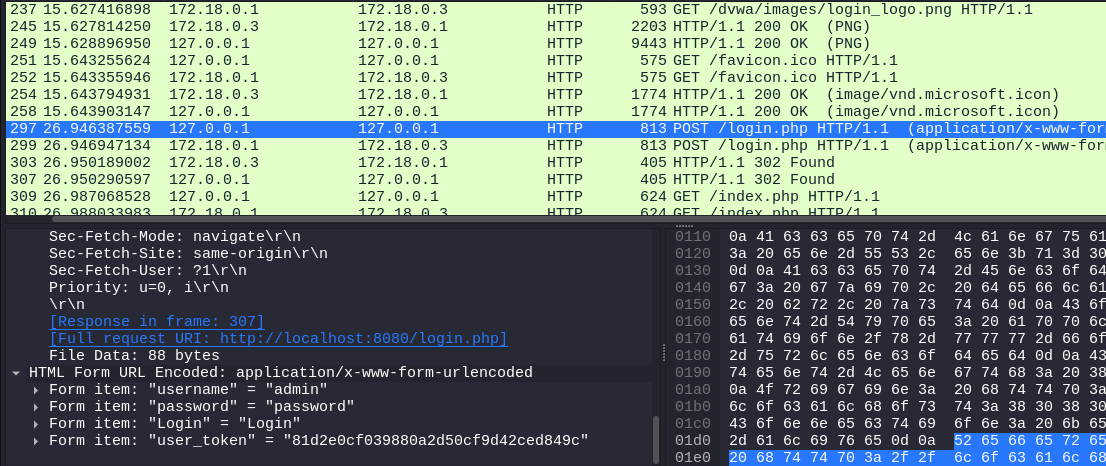 237 15.627416898 172.18.0.1 172.18.0.3 HTTP 593 GET /dvwa/images/login_logo.png HTTP/1.1
245 15.627814250 172.18.0.3 172.18.0.1 HTTP 2203 HTTP/1.1 200 OK (PNG)
249 15.628896950 127.0.0.1 127.0.0.1 HTTP 9443 HTTP/1.1 200 OK (PNG)
251 15.643255624 127.0.0.1 127.0.0.1 HTTP 575 GET /favicon.ico HTTP/1.1
252 15.643355946 172.18.0.1 172.18.0.3 HTTP 575 GET /favicon.ico HTTP/1.1
254 15.643794931 172.18.0.3 172.18.0.1 HTTP 1774 HTTP/1.1 200 OK (image/vnd.microsoft.icon)
258 15.643903147 127.0.0.1 127.0.0.1 HTTP 1774 HTTP/1.1 200 OK (image/vnd.microsoft.icon)
297 26.946387559 127.0.0.1 127.0.0.1 HTTP 813 POST /login.php HTTP/1.1 (application/x-www-form
299 26.946947134 172.18.0.1 172.18.0.3 HTTP 813 POST /login.php HTTP/1.1 (application/x-www-form
303 26.950189002 172.18.0.3 172.18.0.1 HTTP 405 HTTP/1.1 302 Found
307 26.950290597 127.0.0.1 127.0.0.1 HTTP 405 HTTP/1.1 302 Found
309 26.987068528 127.0.0.1 127.0.0.1 HTTP 624 GET /index.php HTTP/1.1
310 26.988033983 172.18.0.1 172.18.0.3 HTTP 624 GET /index.php HTTP/1.1
Sec-Fetch-Mode: navigate\r\n
Sec-Fetch-Site: same-origin\r\n
Sec-Fetch-User: ?1\r\n
Priority: u=0, i\r\n
\r\n
[Response in frame: 307]
[Full request URI: http://localhost:8080/login.php]
File Data: 88 bytes
HTML Form URL Encoded: application/x-www-form-urlencoded
Form item: "username" = "admin"
Form item: "password" = "password"
Form item: "Login" = "Login"
Form item: "user_token" = "81d2e0cf039880a2d50cf9d42ced849c"
0110 0a 41 63 63 65 70 74 2d 4c 61 6e 67 75 61
0120 3a 20 65 6e 2d 55 53 2c 65 6e 3b 71 3d 30
0130 0d 0a 41 63 63 65 70 74 2d 45 6e 63 6f 64
0140 67 3a 20 67 7a 69 70 2c 20 64 65 66 6c 61
0150 2c 20 62 72 2c 20 7a 73 74 64 0d 0a 43 6f
0160 65 6e 74 2d 54 79 70 65 3a 20 61 70 70 6c
0170 61 74 69 6f 6e 2f 78 2d 77 77 77 2d 66 6f
0180 2d 75 72 6c 65 6e 63 6f 64 65 64 0d 0a 43
0190 74 65 6e 74 2d 4c 65 6e 67 74 68 3a 20 38
01a0 0a 4f 72 69 67 69 6e 3a 20 68 74 74 70 3a
01b0 6c 6f 63 61 6c 68 6f 73 74 3a 38 30 38 30
01c0 43 6f 6e 6e 65 63 74 69 6f 6e 3a 20 6b 65
01d0 2d 61 6c 69 76 65 0d 0a 52 65 66 65 72 65
01e0 20 68 74 74 70 3a 2f 2f 6c 6f 63 61 6c 68